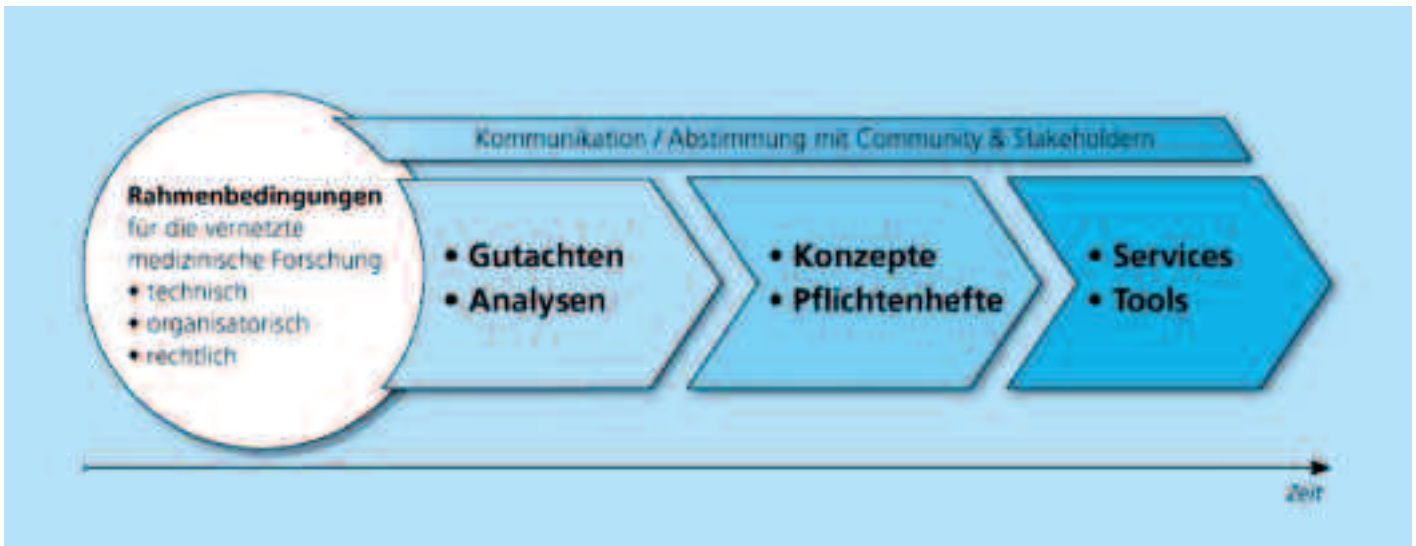 Kommunikation / Abstimmung mit Community & Stakeholdern
Rahmenbedingungen
für die vernetzte
medizinische Forschung
• technisch
• organisatorisch
• rechtlich
• Gutachten
• Analysen
• Konzepte
• Pflichtenhefte
• Services
• Tools
Zeit